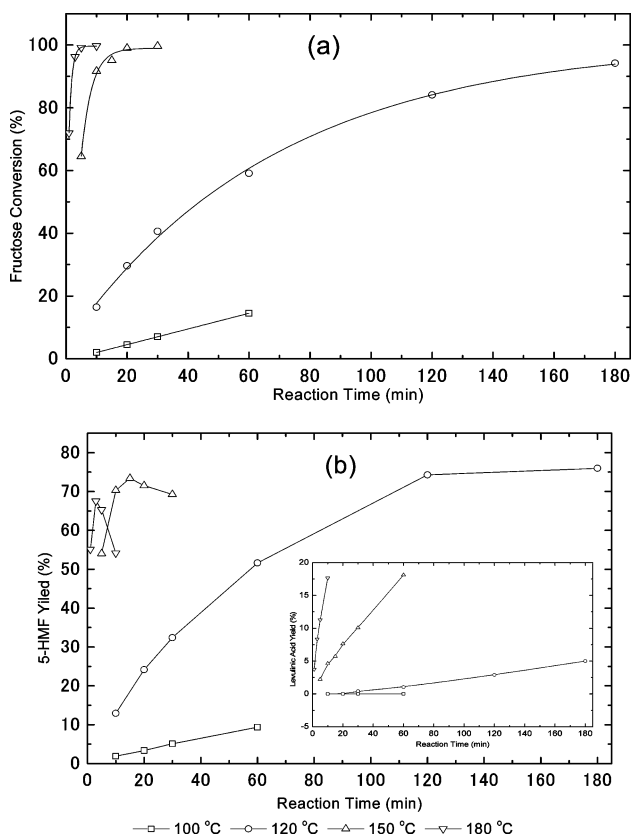 (a)
Fructose Conversion (%)
100
80
60
40
20
0
0 20 40 60 80 100 120 140 160 180
Reaction Time (min)
(b)
5-HMF Yiled (%)
80
70
60
50
40
30
20
10
0
Levulinic Acid Yield (%)
20
15
10
5
0
-5
0 20 40 60 80 100 120 140 160 180
Reaction Time (min)
0 20 40 60 80 100 120 140 160 180
Reaction Time (min)
100 °C 120 °C 150 °C 180 °C